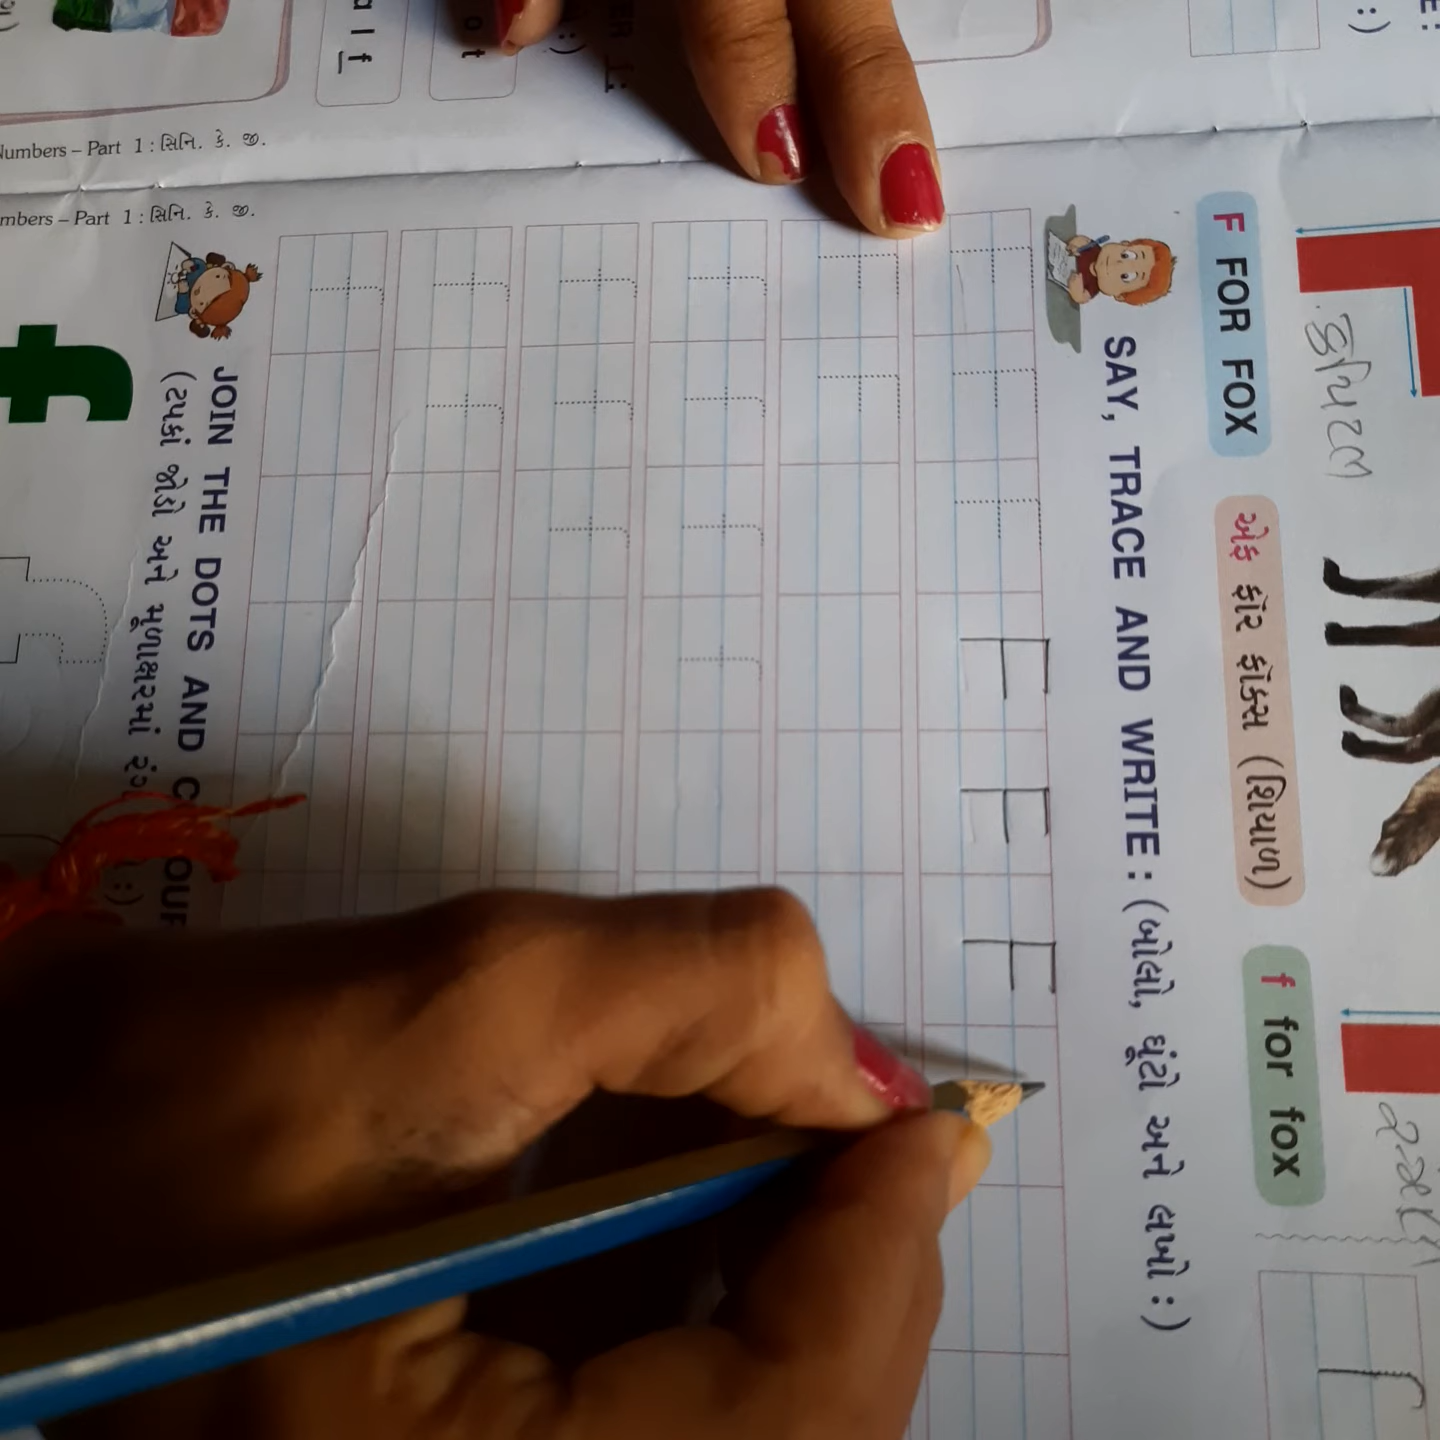 કૅપિટલ
F FOR FOX
એફ ફૉર ફૉક્સ (શિયાળ)
f for fox
SAY, TRACE AND WRITE : (બોલો, ઘૂંટો અને લખો :)
F F F F F F
F F
f f f f
f f f
f f
f
JOIN THE DOTS AND
(ટપકાં જોડો અને મૂળાક્ષરમાં
f
Part 1 : સિનિ. કે. જી.
Numbers – Part 1 : સિનિ. કે. જી.